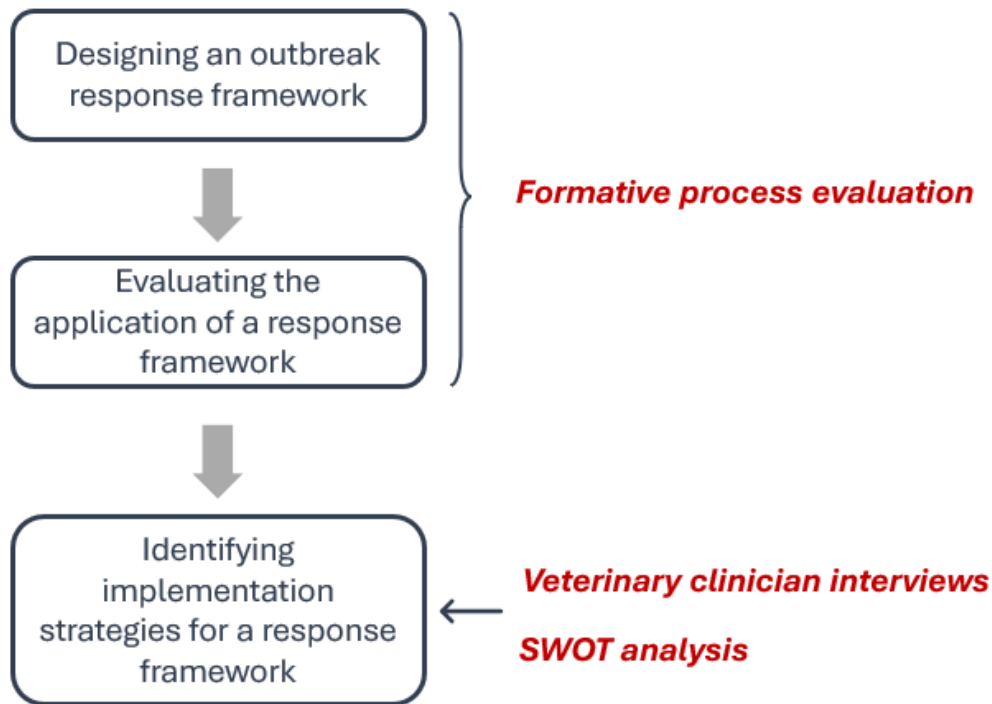 Designing an outbreak
response framework
Formative process evaluation
Evaluating the
application of a response
framework
Identifying
implementation
strategies for a response
framework
Veterinary clinician interviews
SWOT analysis